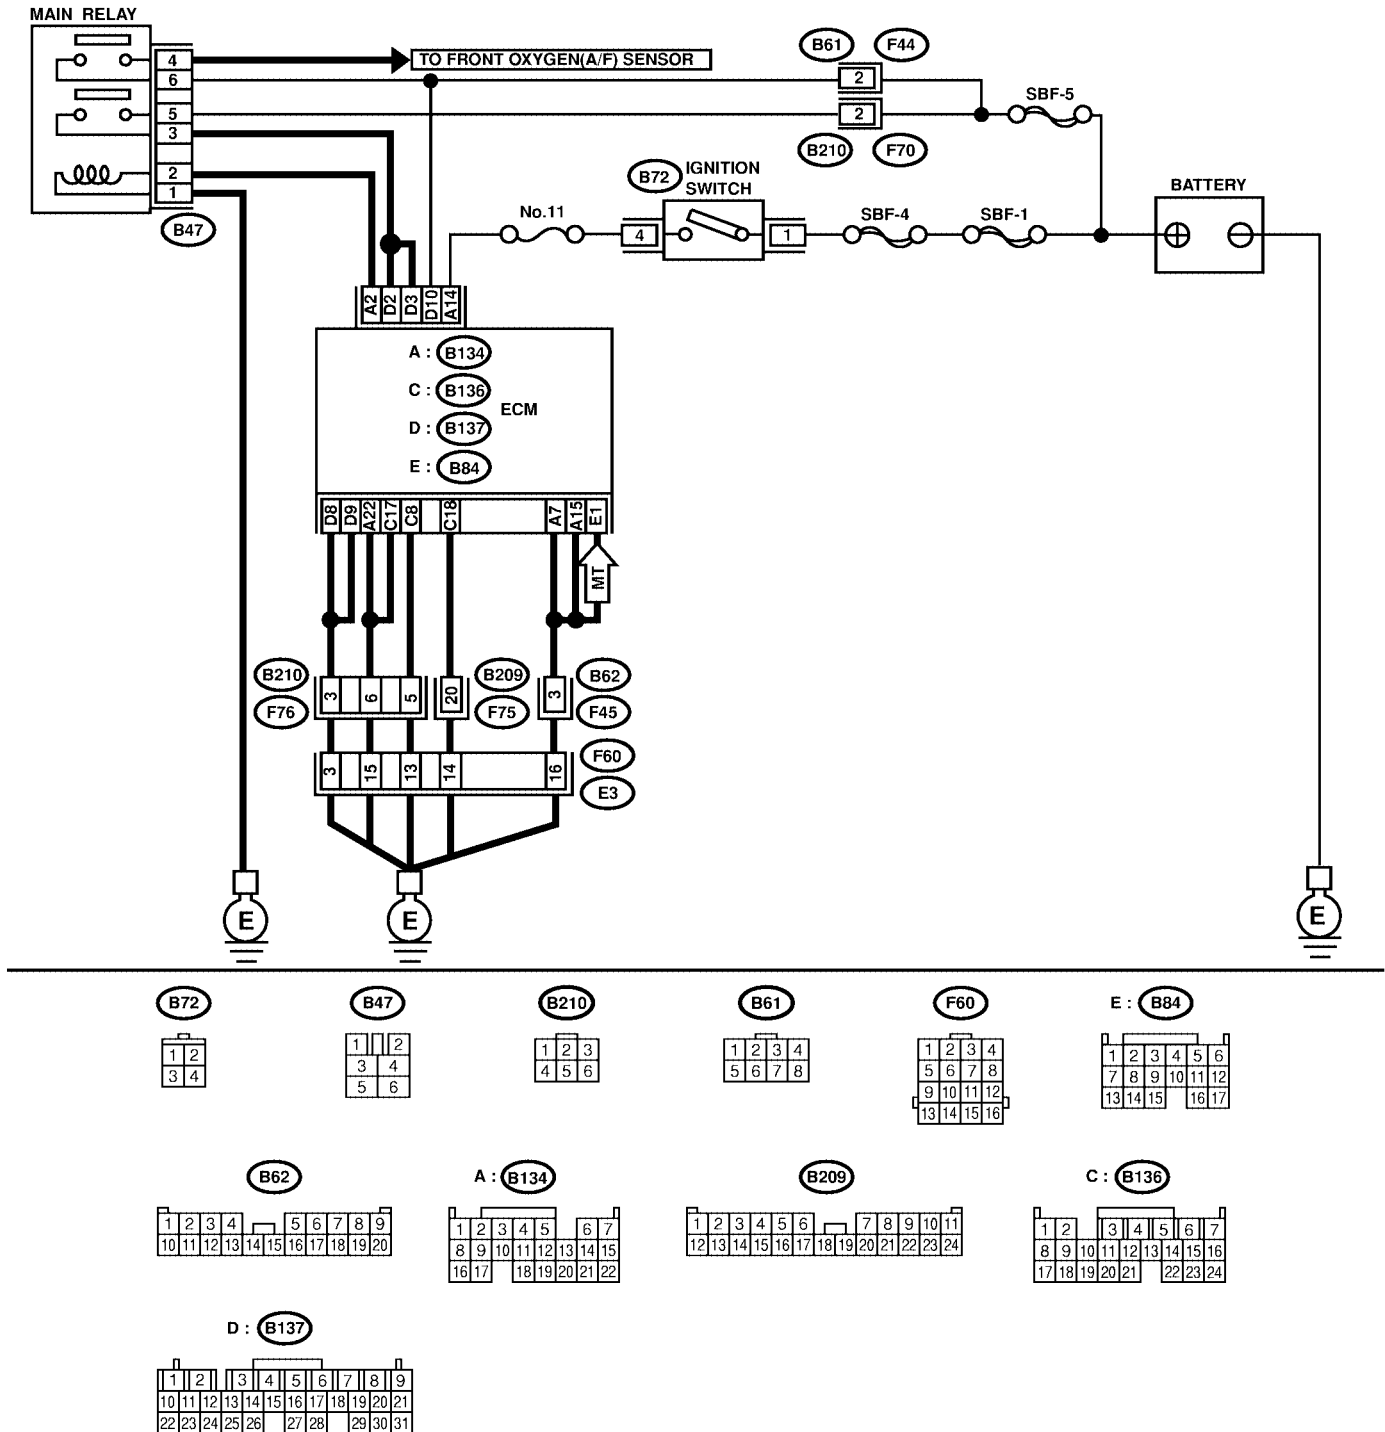 MAIN RELAY
4
TO FRONT OXYGEN(A/F) SENSOR
6
5
3
2
1
B47
B61 F44
2
2
B210 F70
SBF-5
B72 IGNITION
SWITCH
No.11
4
1
SBF-4
SBF-1
BATTERY
A2 D2 D3 D10 A14
A : B134
C : B136
ECM
D : B137
E : B84
D8 D9 A22 C17 C8 C18 A7 A15 E1
MT
B210
F76
3 6 5 20
B209
F75
3
B62
F45
3 15 13 14 16
F60
E3
E E E
B72 B47 B210 B61 F60 E : B84
1 2
3 4
1 2
3 4
5 6
1 2 3
4 5 6
1 2 3 4
5 6 7 8
1 2 3 4
5 6 7 8
9 10 11 12
13 14 15 16
1 2 3 4 5 6
7 8 9 10 11 12
13 14 15 16 17
B62 A : B134 B209 C : B136
1 2 3 4 5 6 7 8 9
10 11 12 13 14 15 16 17 18 19 20
1 2 3 4 5 6 7
8 9 10 11 12 13 14 15
16 17 18 19 20 21 22
1 2 3 4 5 6 7 8 9 10 11
12 13 14 15 16 17 18 19 20 21 22 23 24
1 2 3 4 5 6 7
8 9 10 11 12 13 14 15 16
17 18 19 20 21 22 23 24
D : B137
1 2 3 4 5 6 7 8 9
10 11 12 13 14 15 16 17 18 19 20 21
22 23 24 25 26 27 28 29 30 31